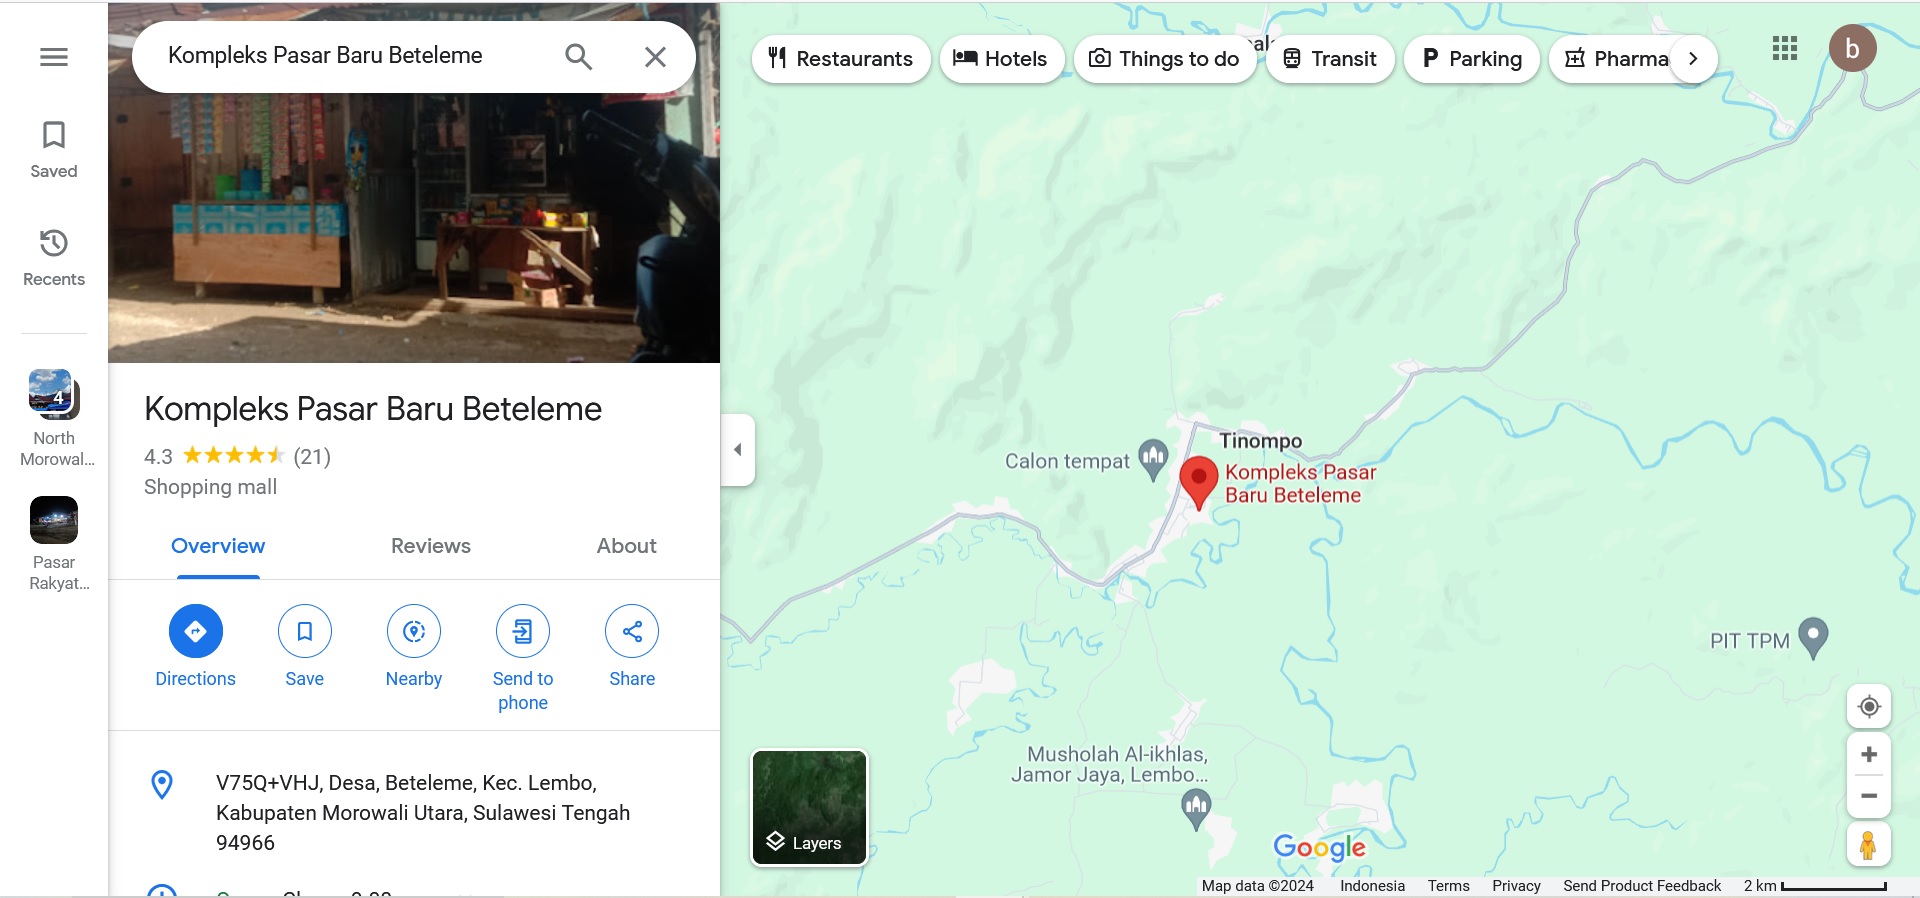 Kompleks Pasar Baru Beteleme
Restaurants
Hotels
Things to do
Transit
Parking
Pharma
b
Saved
Recents
4
North
Morowal...
Pasar
Rakyat...
Kompleks Pasar Baru Beteleme
4.3 (21)
Shopping mall
Overview
Reviews
About
Directions
Save
Nearby
Send to
phone
Share
V75Q+VHJ, Desa, Beteleme, Kec. Lembo,
Kabupaten Morowali Utara, Sulawesi Tengah
94966
Tinompo
Calon tempat
Kompleks Pasar
Baru Beteleme
PIT TPM
Musholah Al-ikhlas,
Jamor Jaya, Lembo...
Layers
Google
Map data ©2024
Indonesia
Terms
Privacy
Send Product Feedback
2 km